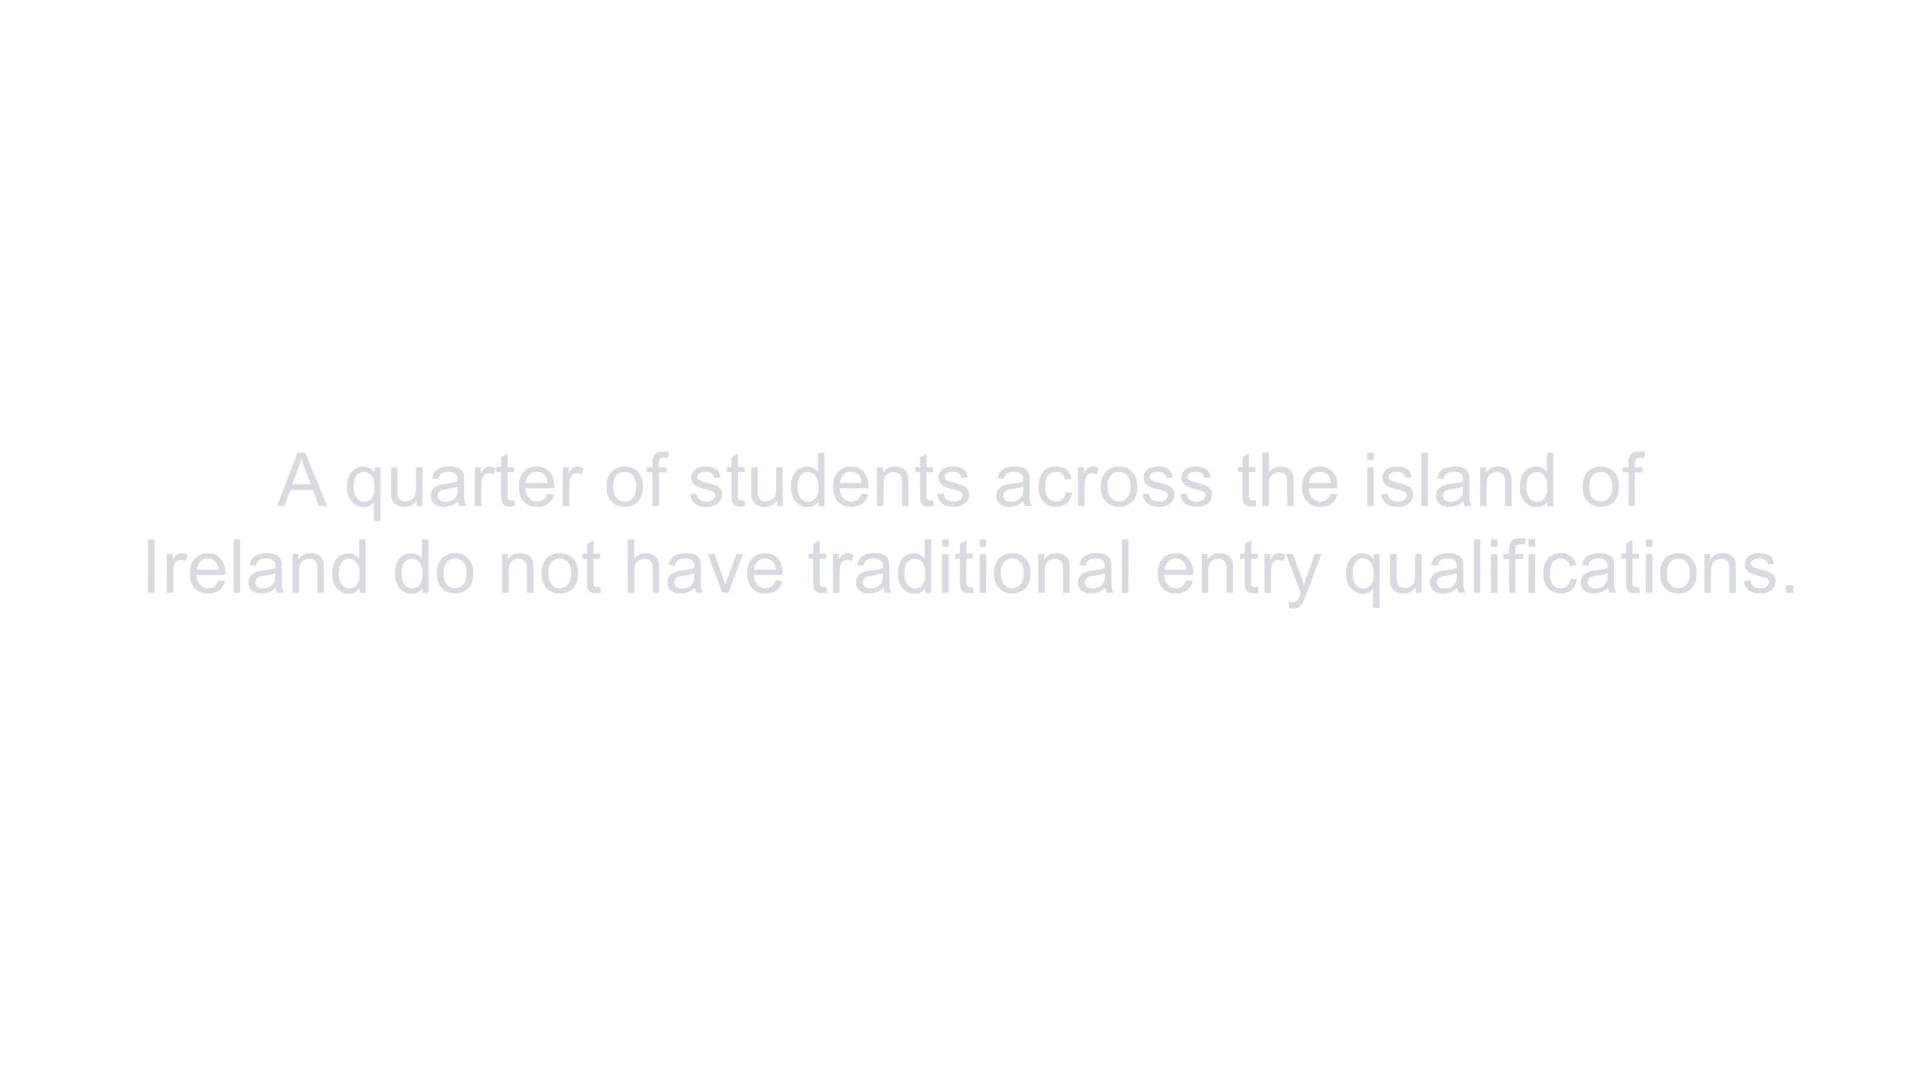 A quarter of students across the island of
Ireland do not have traditional entry qualifications.